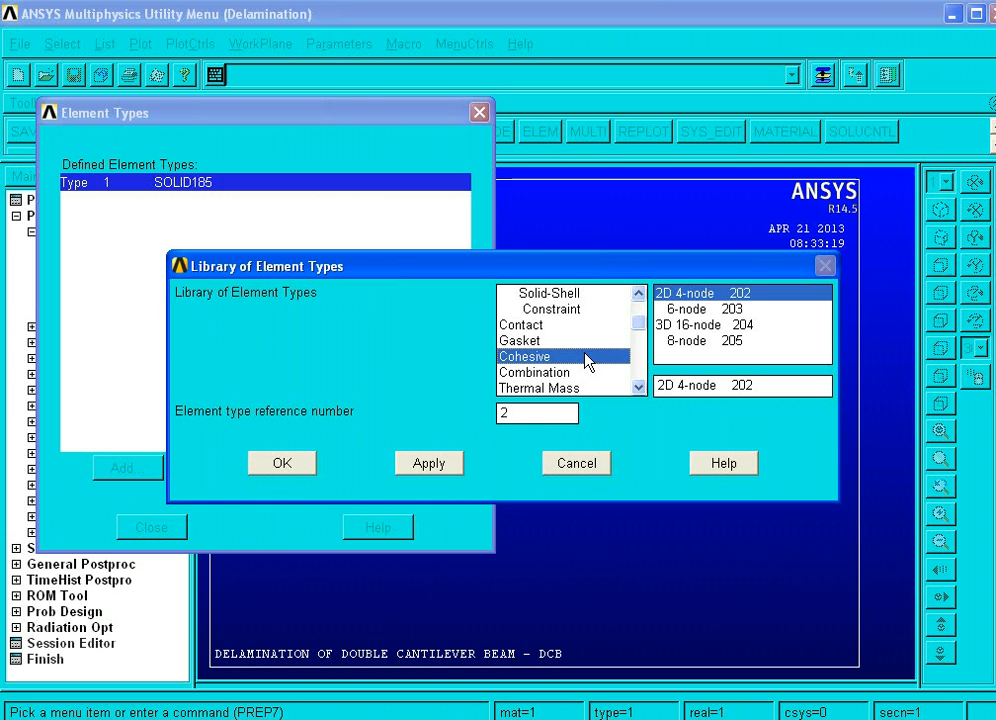 ANSYS Multiphysics Utility Menu (Delamination)
File Select List Plot PlotCtrls WorkPlane Parameters Macro MenuCtrls Help
Element Types
ELEM MULTI REPLOT SYS_EDIT MATERIAL SOLUCNTL
Defined Element Types:
Type 1 SOLID185
ANSYS
R14.5
APR 21 2013
08:33:19
Library of Element Types
Library of Element Types
Solid-Shell
Constraint
Contact
Gasket
Cohesive
Combination
Thermal Mass
2D 4-node 202
6-node 203
3D 16-node 204
8-node 205
2D 4-node 202
Element type reference number
2
OK Apply Cancel Help
Add...
Close Help
General Postproc
TimeHist Postpro
ROM Tool
Prob Design
Radiation Opt
Session Editor
Finish
DELAMINATION OF DOUBLE CANTILEVER BEAM - DCB
Pick a menu item or enter a command (PREP7) mat=1 type=1 real=1 csys=0 secn=1